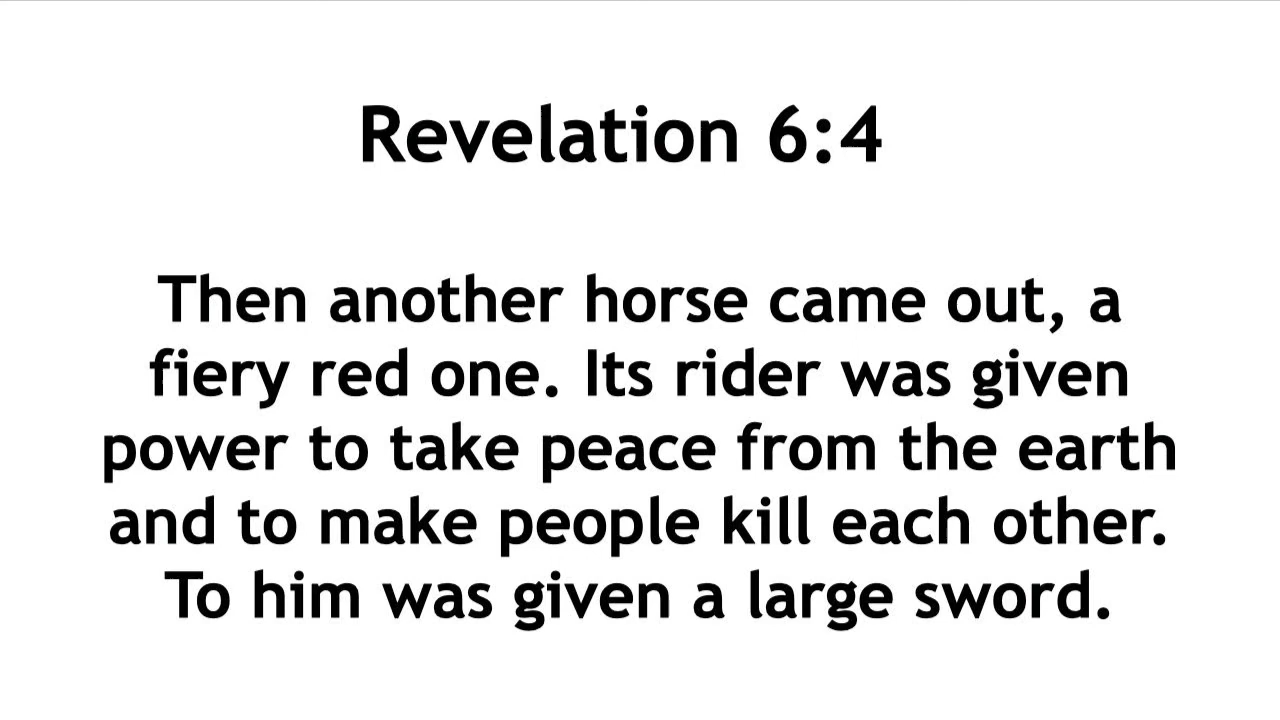 Revelation 6:4
Then another horse came out, a
fiery red one. Its rider was given
power to take peace from the earth
and to make people kill each other.
To him was given a large sword.